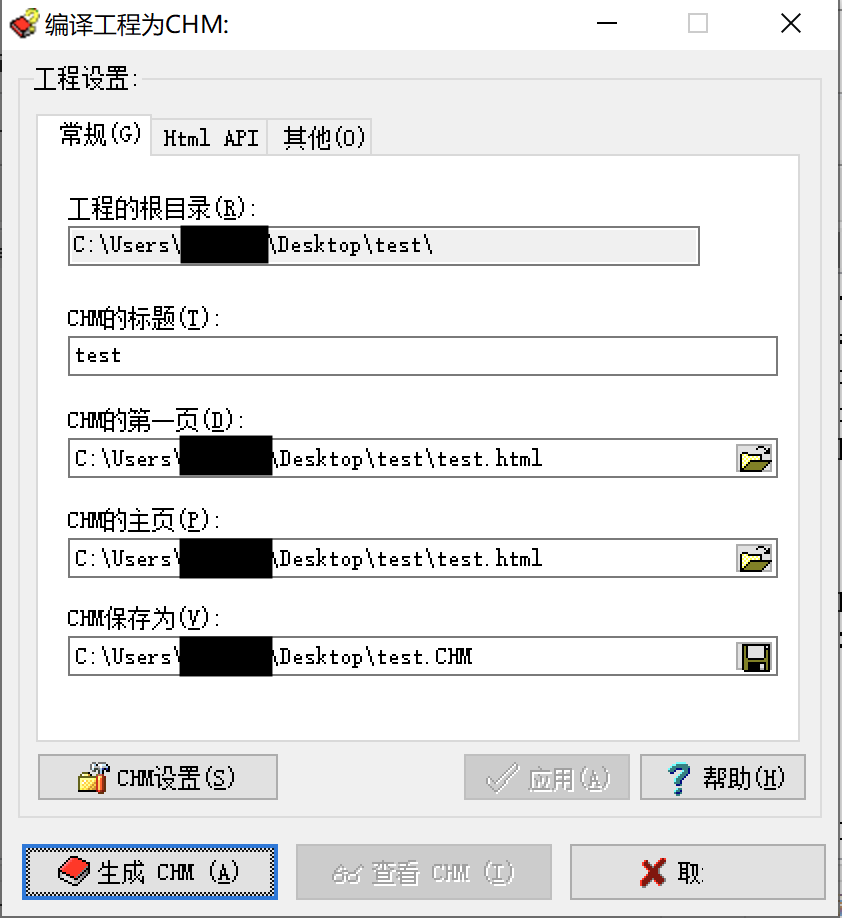 编译工程为CHM:
工程设置:
常规(G) Html API 其他(O)
工程的根目录(R):
C:\Users\ \Desktop\test\
CHM的标题(T):
test
CHM的第一页(D):
C:\Users\ \Desktop\test\test.html
CHM的主页(P):
C:\Users\ \Desktop\test\test.html
CHM保存为(V):
C:\Users\ \Desktop\test.CHM
CHM设置(S) 应用(A) 帮助(H)
生成 CHM (A) 查看 CHM (I) 取